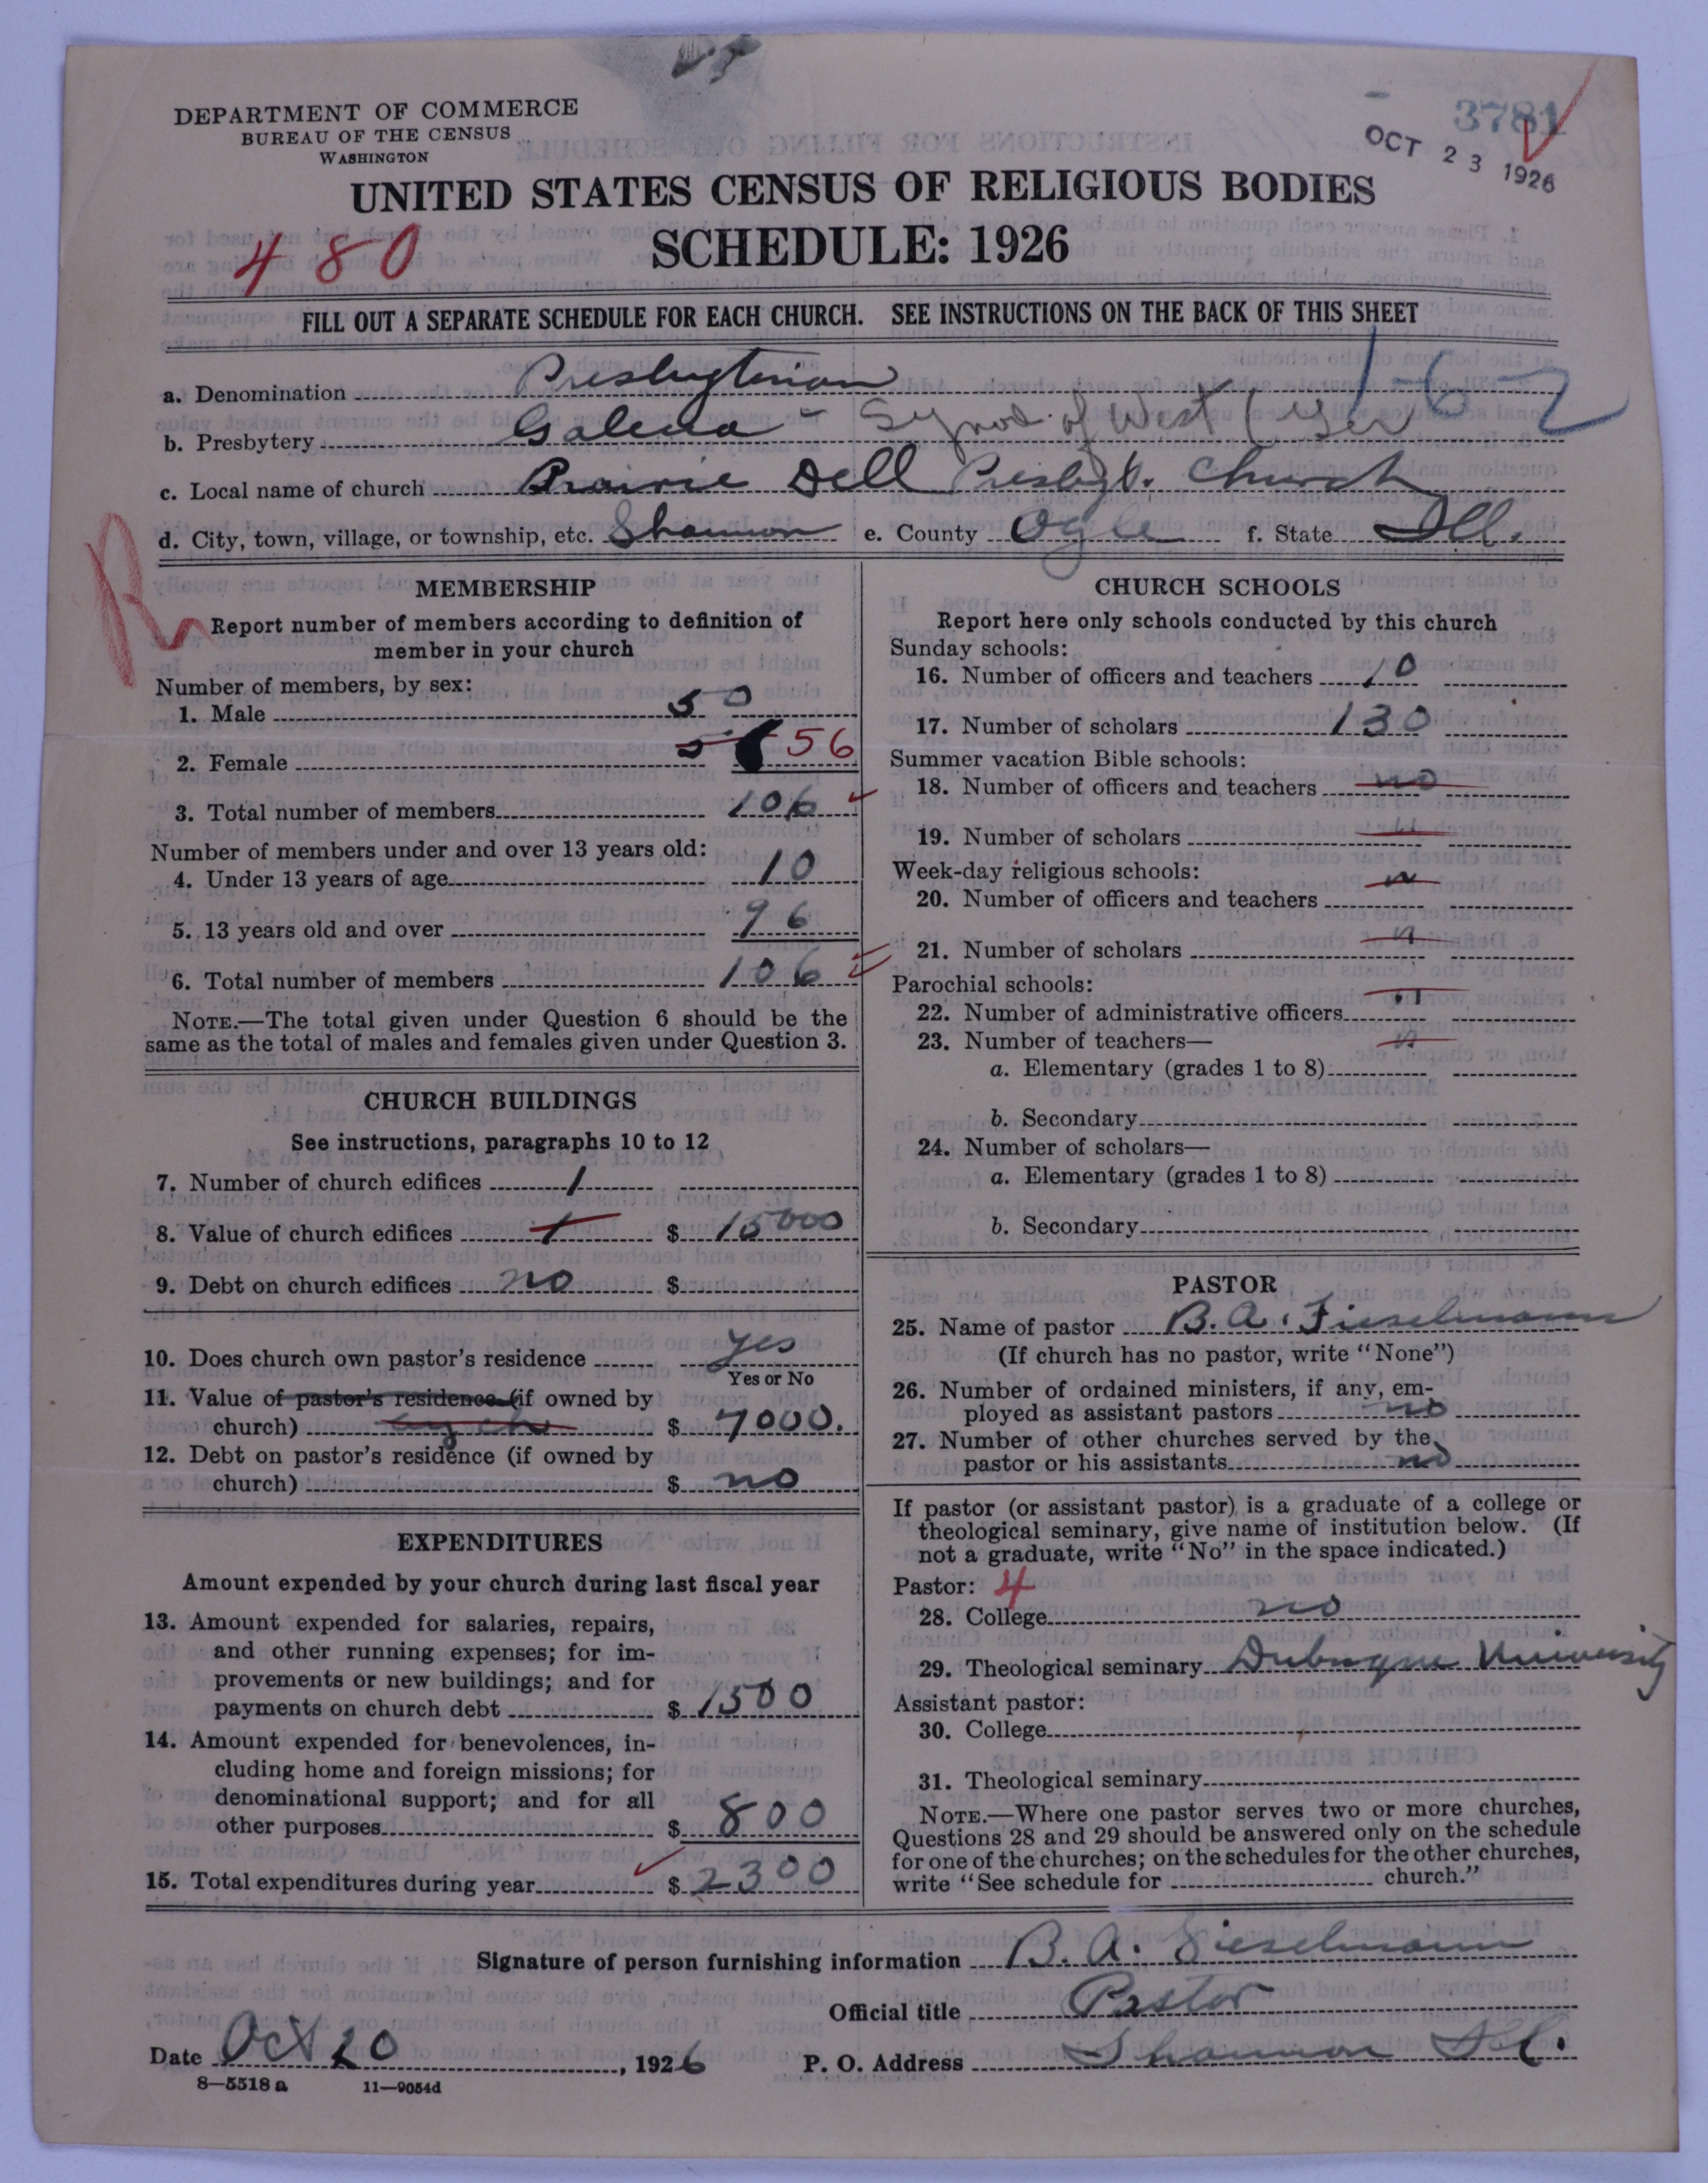 DEPARTMENT OF COMMERCE
BUREAU OF THE CENSUS
WASHINGTON
3781
OCT 23 1926
UNITED STATES CENSUS OF RELIGIOUS BODIES
SCHEDULE: 1926
480
FILL OUT A SEPARATE SCHEDULE FOR EACH CHURCH. SEE INSTRUCTIONS ON THE BACK OF THIS SHEET
1-6-2
a. Denomination Presbyterian
b. Presbytery Galena - Synod of West (Ger
c. Local name of church Prairie Dell Presbyt. Church
d. City, town, village, or township, etc. Shannon e. County Ogle f. State Ill.
R
MEMBERSHIP
Report number of members according to definition of
member in your church
Number of members, by sex:
1. Male 50
2. Female 56
3. Total number of members 106
Number of members under and over 13 years old:
4. Under 13 years of age 10
5. 13 years old and over 96
6. Total number of members 106
NOTE.—The total given under Question 6 should be the
same as the total of males and females given under Question 3.
CHURCH BUILDINGS
See instructions, paragraphs 10 to 12
7. Number of church edifices 1
8. Value of church edifices 1 $ 15000
9. Debt on church edifices no $
10. Does church own pastor's residence yes
Yes or No
11. Value of pastor's residence (if owned by
church) $ 7000.
12. Debt on pastor's residence (if owned by
church) $ no
EXPENDITURES
Amount expended by your church during last fiscal year
13. Amount expended for salaries, repairs,
and other running expenses; for im-
provements or new buildings; and for
payments on church debt $ 1500
14. Amount expended for benevolences, in-
cluding home and foreign missions; for
denominational support; and for all
other purposes $ 800
15. Total expenditures during year $ 2300
CHURCH SCHOOLS
Report here only schools conducted by this church
Sunday schools:
16. Number of officers and teachers 10
17. Number of scholars 130
Summer vacation Bible schools:
18. Number of officers and teachers no
19. Number of scholars "
Week-day religious schools:
20. Number of officers and teachers "
21. Number of scholars "
Parochial schools:
22. Number of administrative officers "
23. Number of teachers— "
a. Elementary (grades 1 to 8)
b. Secondary
24. Number of scholars—
a. Elementary (grades 1 to 8)
b. Secondary
PASTOR
25. Name of pastor B. A. Fieselmann
(If church has no pastor, write "None")
26. Number of ordained ministers, if any, em-
ployed as assistant pastors no
27. Number of other churches served by the
pastor or his assistants no
If pastor (or assistant pastor) is a graduate of a college or
theological seminary, give name of institution below. (If
not a graduate, write "No" in the space indicated.)
Pastor: 4
28. College no
29. Theological seminary Dubuque University
Assistant pastor:
30. College
31. Theological seminary
NOTE.—Where one pastor serves two or more churches,
Questions 28 and 29 should be answered only on the schedule
for one of the churches; on the schedules for the other churches,
write "See schedule for church."
Signature of person furnishing information B. A. Fieselmann
Official title Pastor
Date Oct 20, 1926 P. O. Address Shannon Ill.
8—5518a 11—9054d